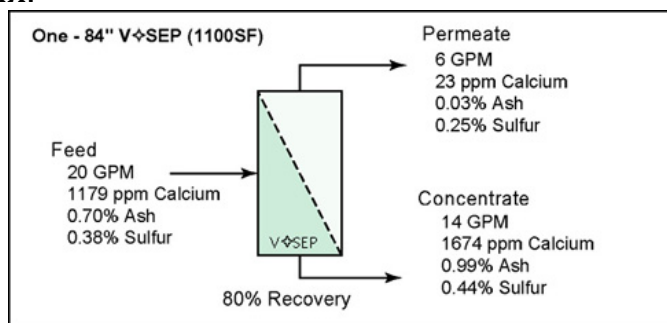 One - 84" V✧SEP (1100SF)
Permeate
6 GPM
23 ppm Calcium
0.03% Ash
0.25% Sulfur
Feed
20 GPM
1179 ppm Calcium
0.70% Ash
0.38% Sulfur
V✧SEP
80% Recovery
Concentrate
14 GPM
1674 ppm Calcium
0.99% Ash
0.44% Sulfur